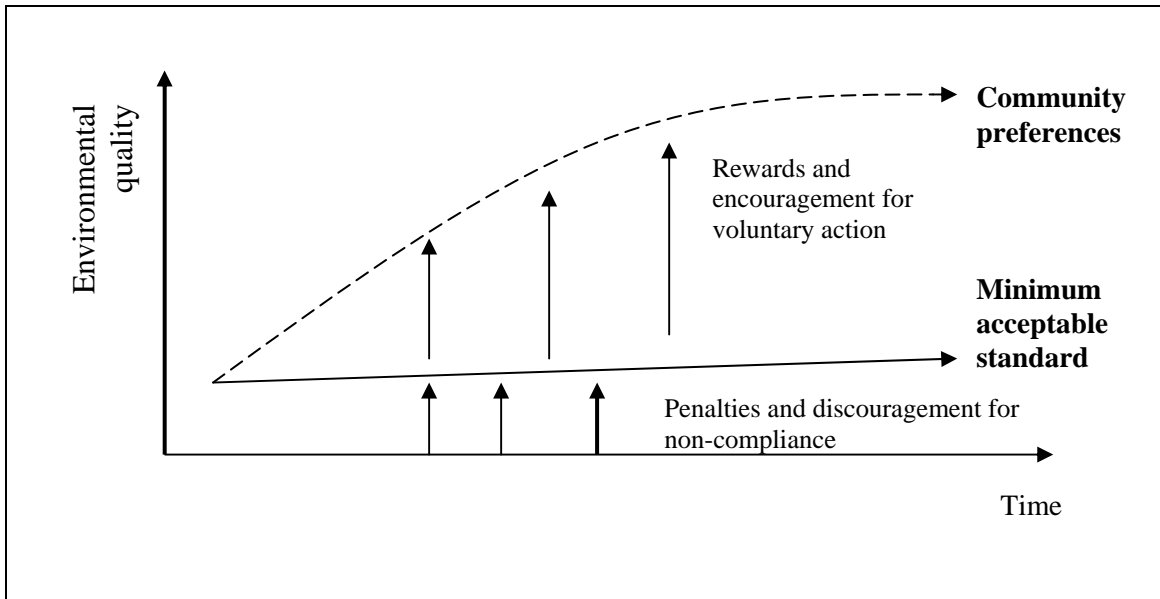 Environmental
quality
Community
preferences
Rewards and
encouragement for
voluntary action
Minimum
acceptable
standard
Penalties and discouragement for
non-compliance
Time